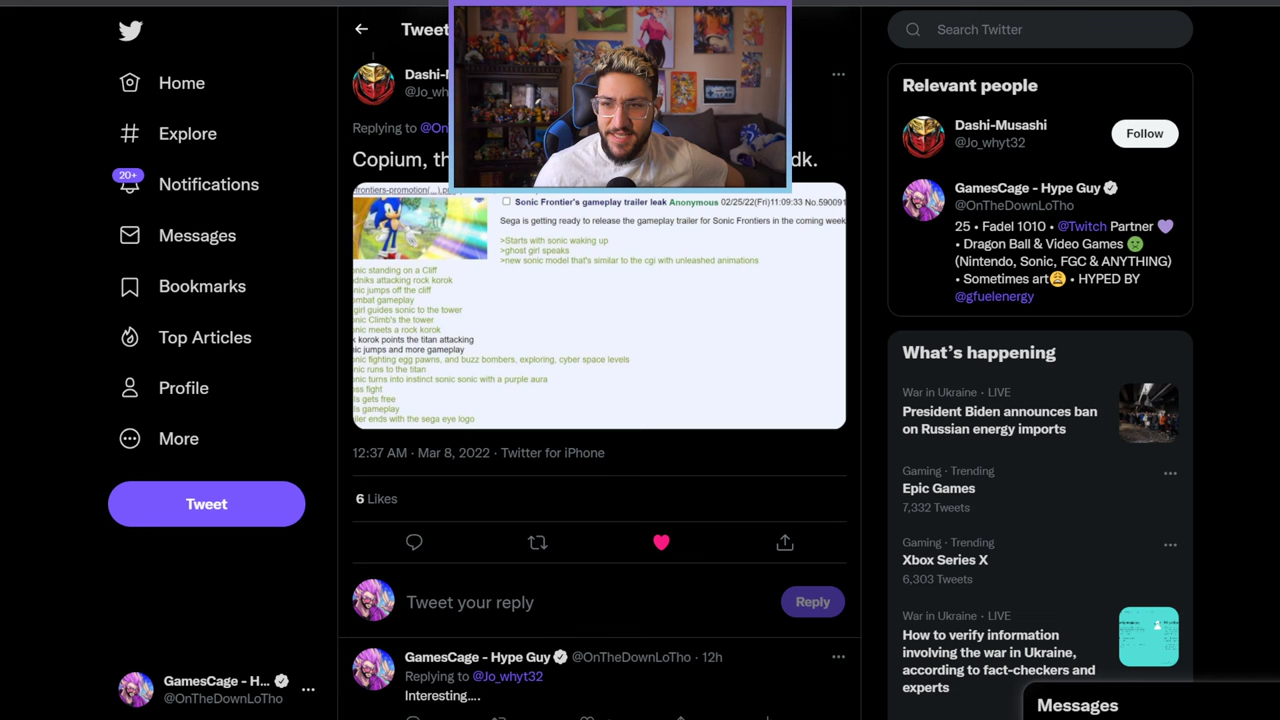 Tweet
Search Twitter
Home
Explore
20+
Notifications
Messages
Bookmarks
Top Articles
Profile
More
Tweet
GamesCage - H...
@OnTheDownLoTho
@Jo_wh
Replying to @On
Copium, dk.
frontiers-promotion(...).p
Sonic Frontier's gameplay trailer leak Anonymous 02/25/22(Fri)11:09:33 No.590091
Sega is getting ready to release the gameplay trailer for Sonic Frontiers in the coming week
>Starts with sonic waking up
>ghost girl speaks
>new sonic model that's similar to the cgi with unleashed animations
nic standing on a Cliff
dniks attacking rock korok
nic jumps off the cliff
ombat gameplay
girl guides sonic to the tower
nic Climb's the tower
nic meets a rock korok
k korok points the titan attacking
ic jumps and more gameplay
nic fighting egg pawns, and buzz bombers, exploring, cyber space levels
nic runs to the titan
nic turns into instinct sonic sonic with a purple aura
ss fight
ls gets free
ls gameplay
iler ends with the sega eye logo
12:37 AM · Mar 8, 2022 · Twitter for iPhone
6 Likes
Tweet your reply
Reply
GamesCage - Hype Guy @OnTheDownLoTho · 12h
Replying to @Jo_whyt32
Interesting....
Relevant people
Dashi-Musashi
@Jo_whyt32
Follow
GamesCage - Hype Guy
@OnTheDownLoTho
25 • Fadel 1010 • @Twitch Partner 💜
• Dragon Ball & Video Games 🤢
(Nintendo, Sonic, FGC & ANYTHING)
• Sometimes art😩 • HYPED BY
@gfuelenergy
What's happening
War in Ukraine · LIVE
President Biden announces ban
on Russian energy imports
Gaming · Trending
Epic Games
7,332 Tweets
Gaming · Trending
Xbox Series X
6,303 Tweets
War in Ukraine · LIVE
How to verify information
involving the war in Ukraine,
according to fact-checkers and
experts
Messages